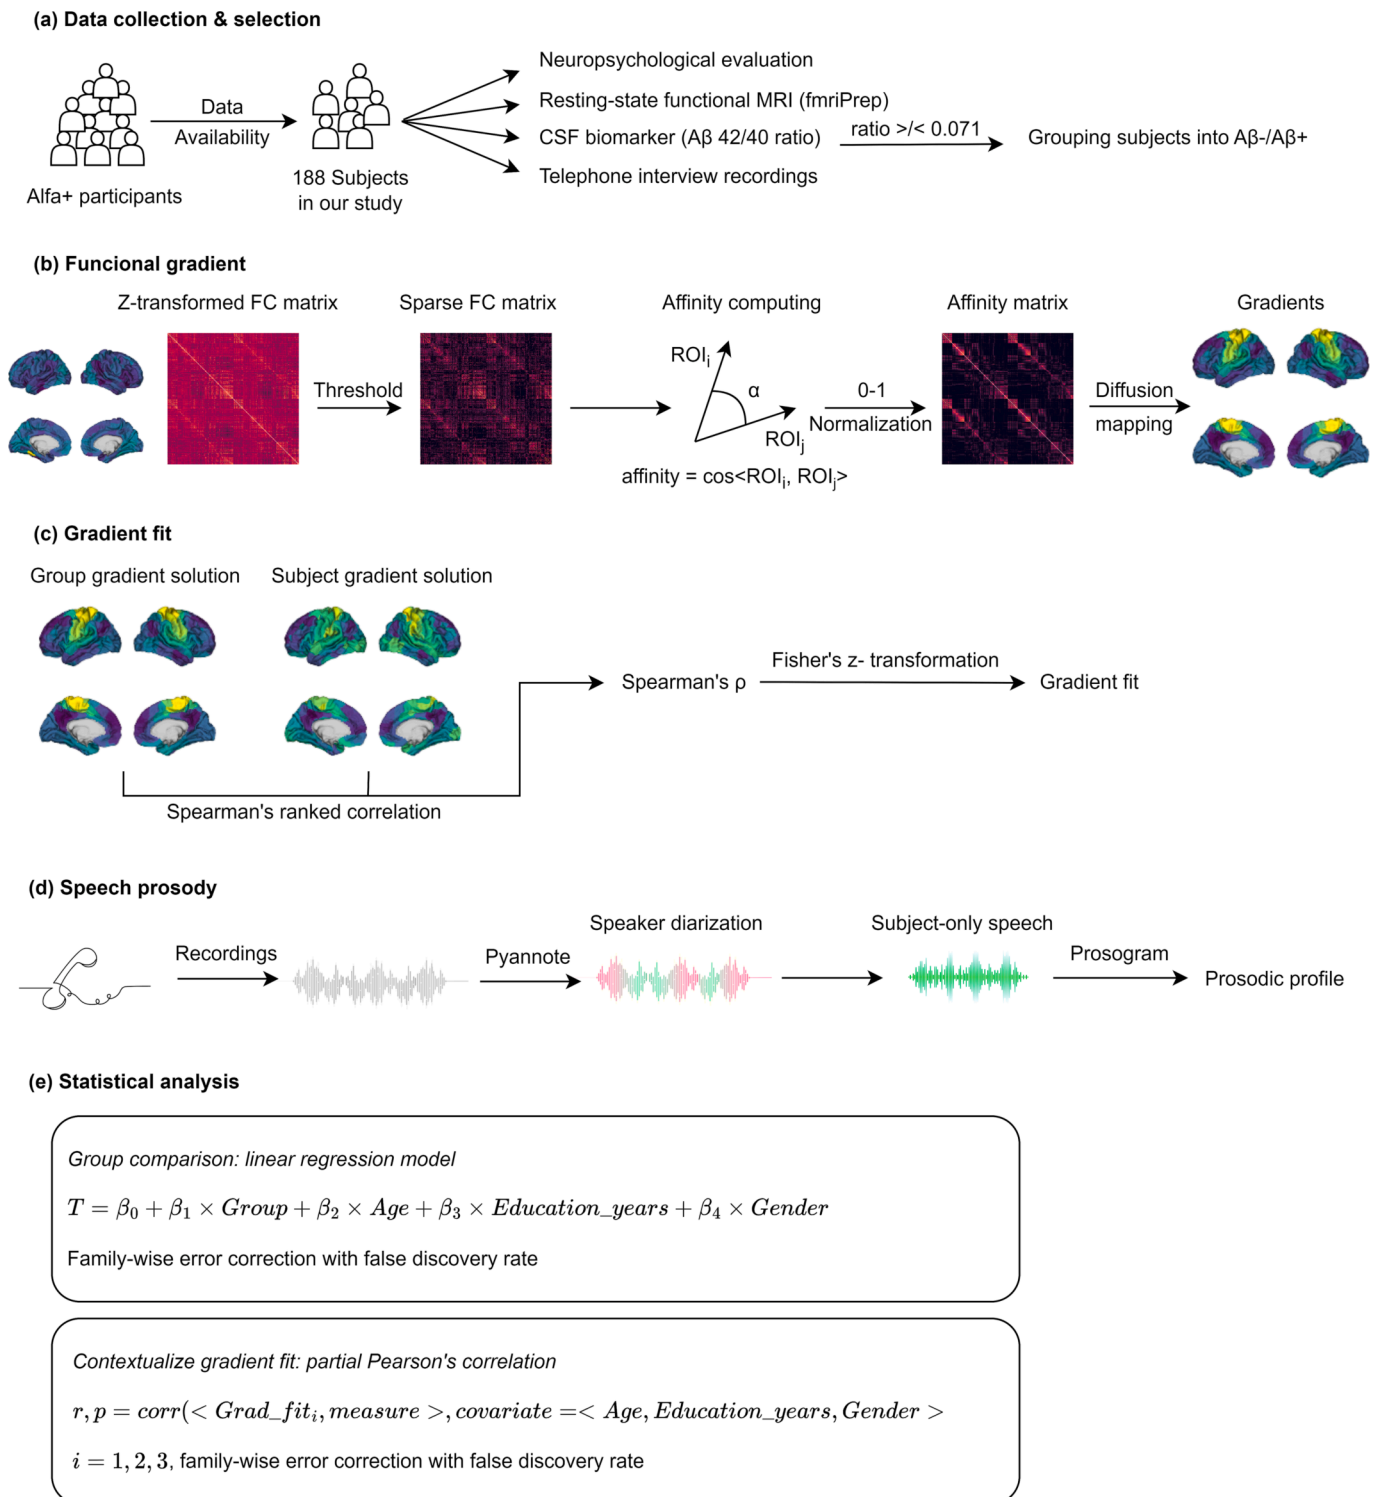 (a) Data collection & selection
Neuropsychological evaluation
Data
Availability
Resting-state functional MRI (fmriPrep)
CSF biomarker (Aβ 42/40 ratio)
ratio >/< 0.071
Grouping subjects into Aβ-/Aβ+
Telephone interview recordings
Alfa+ participants
188 Subjects
in our study
(b) Funcional gradient
Z-transformed FC matrix
Sparse FC matrix
Affinity computing
Affinity matrix
Gradients
Threshold
ROIi
α
ROIj
affinity = cos<ROIi, ROIj>
0-1
Normalization
Diffusion
mapping
(c) Gradient fit
Group gradient solution
Subject gradient solution
Spearman's ranked correlation
Spearman's ρ
Fisher's z- transformation
Gradient fit
(d) Speech prosody
Recordings
Pyannote
Speaker diarization
Subject-only speech
Prosogram
Prosodic profile
(e) Statistical analysis
Group comparison: linear regression model
T = β0 + β1 × Group + β2 × Age + β3 × Education_years + β4 × Gender
Family-wise error correction with false discovery rate
Contextualize gradient fit: partial Pearson's correlation
r, p = corr(< Grad_fiti, measure >, covariate =< Age, Education_years, Gender >
i = 1, 2, 3, family-wise error correction with false discovery rate